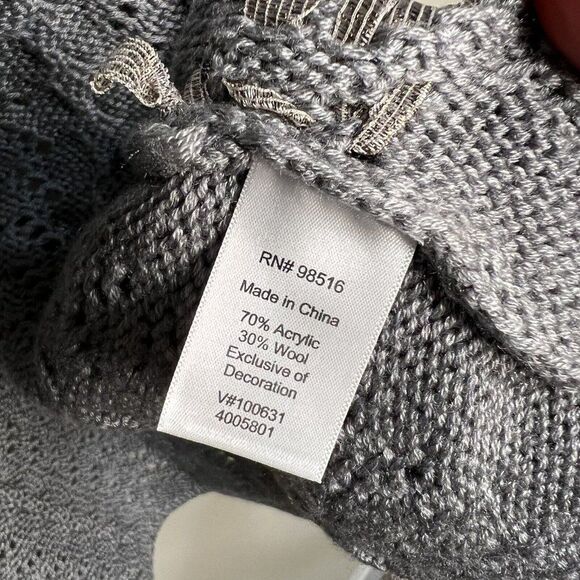 RN# 98516
Made in China
70% Acrylic
30% Wool
Exclusive of
Decoration
V#100631
4005801